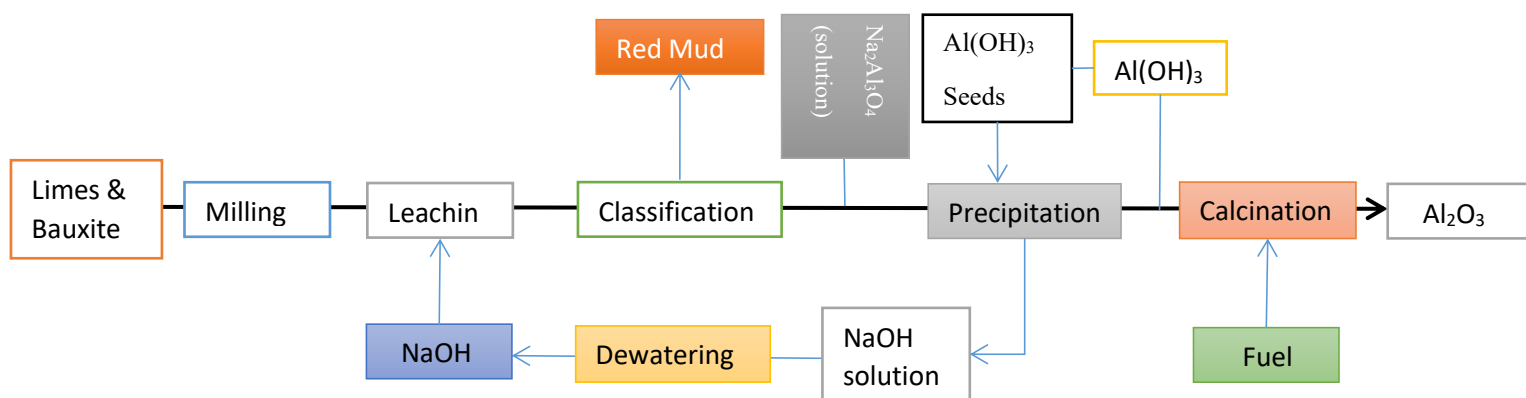 Red Mud
Na₂Al₃O₄
(solution)
Al(OH)₃
Seeds
Al(OH)₃
Limes &
Bauxite
Milling
Leachin
Classification
Precipitation
Calcination
Al₂O₃
NaOH
Dewatering
NaOH
solution
Fuel